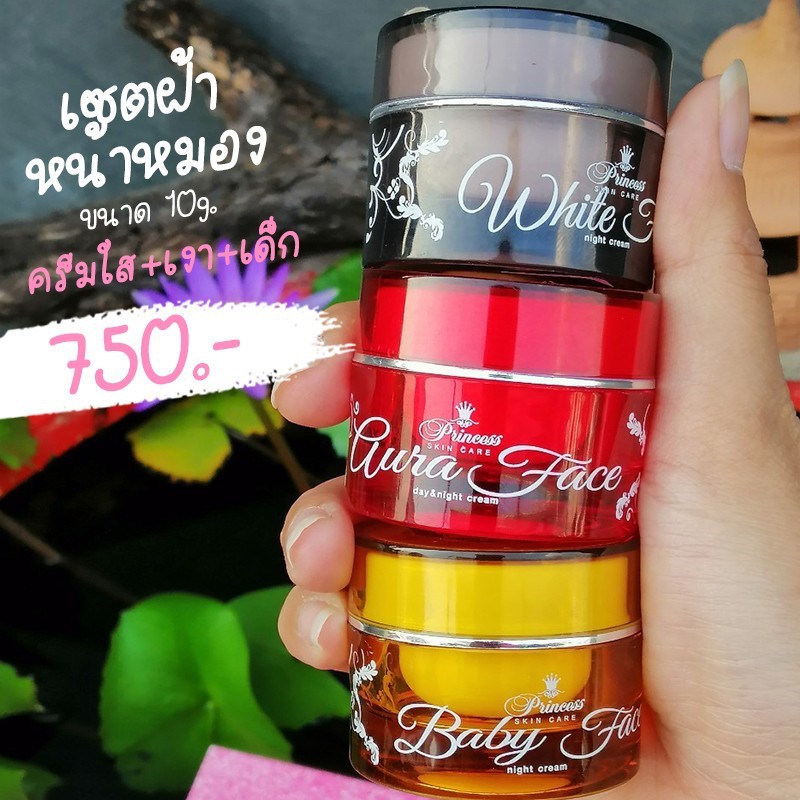 เซตฝ้า
หน้าหมอง
ขนาด 10g.
ครีมใส+เงา+เด็ก
750.-
Princess
SKIN CARE
White F
night cream
Princess
SKIN CARE
Aura Face
day&night cream
Princess
SKIN CARE
Baby Face
night cream